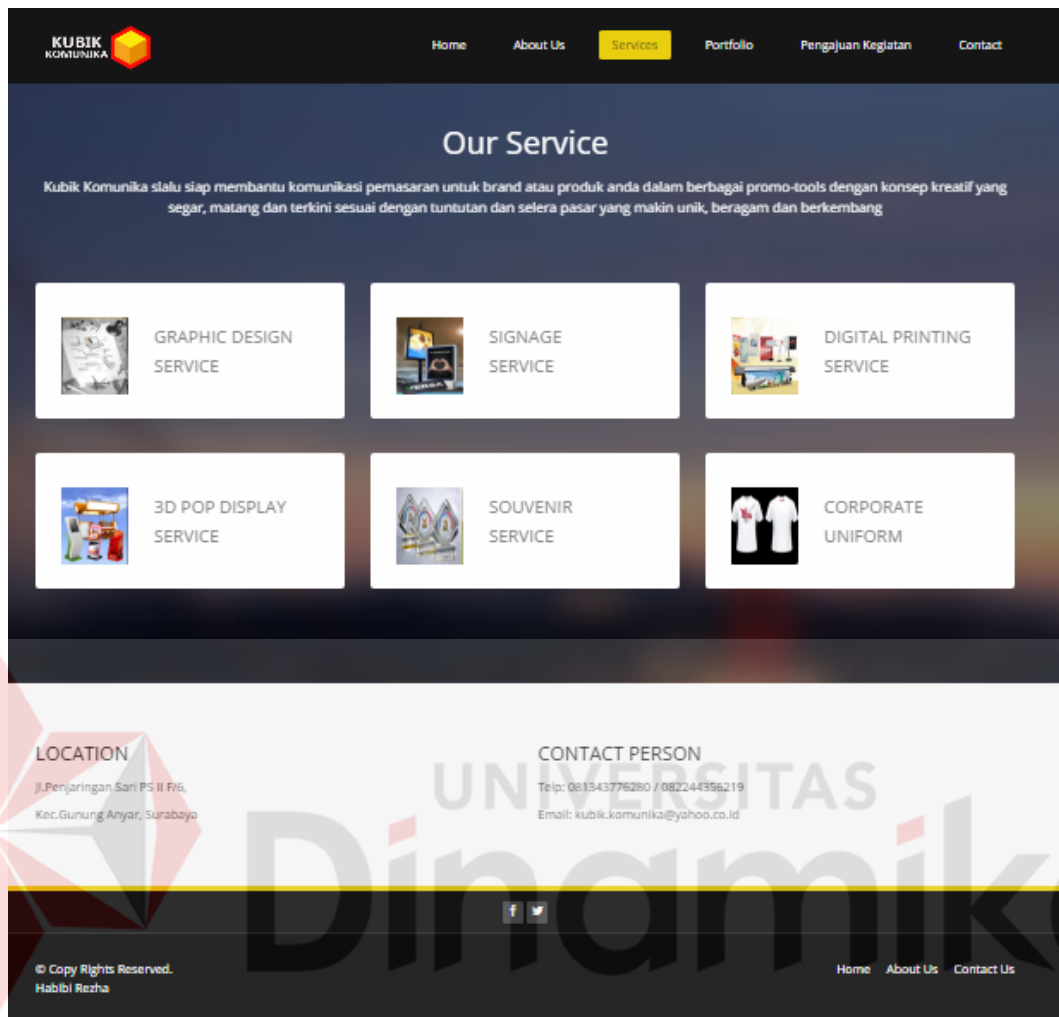 KUBIK
KOMUNIKA
Home About Us Services Portfolio Pengajuan Kegiatan Contact
Our Service
Kubik Komunika slalu siap membantu komunikasi pemasaran untuk brand atau produk anda dalam berbagai promo-tools dengan konsep kreatif yang
segar, matang dan terkini sesuai dengan tuntutan dan selera pasar yang makin unik, beragam dan berkembang
GRAPHIC DESIGN
SERVICE
SIGNAGE
SERVICE
DIGITAL PRINTING
SERVICE
3D POP DISPLAY
SERVICE
SOUVENIR
SERVICE
CORPORATE
UNIFORM
LOCATION
Jl.Penjaringan Sari PS II F/6,
Kec.Gunung Anyar, Surabaya
CONTACT PERSON
Telp: 081343776280 / 082244356219
Email: kubik.komunika@yahoo.co.id
UNIVERSITAS
Dinamika
© Copy Rights Reserved.
Habibi Rezha
Home About Us Contact Us